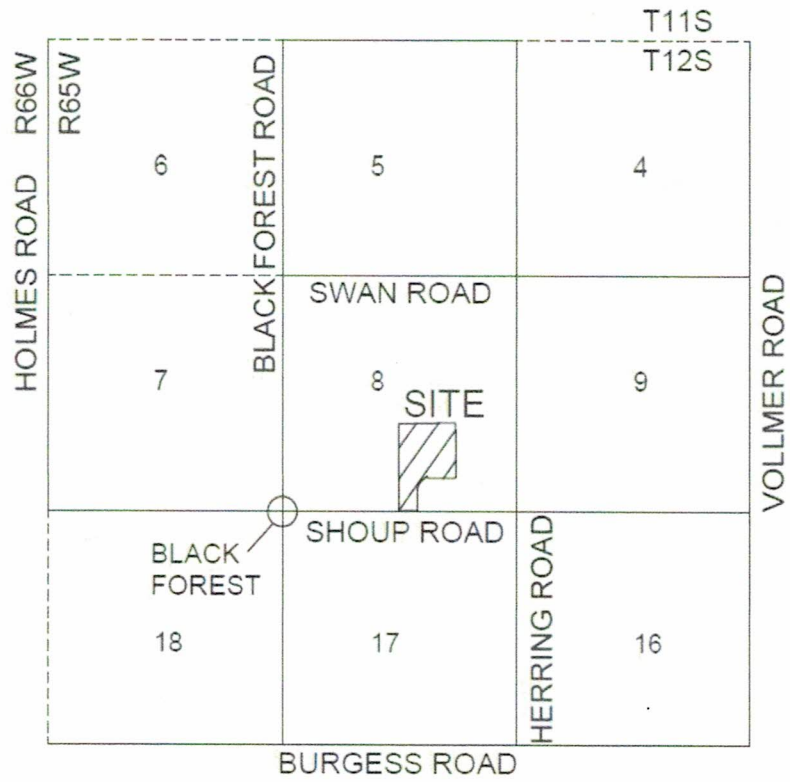 T11S
T12S
R66W
R65W
HOLMES ROAD
BLACK FOREST ROAD
6
5
4
SWAN ROAD
7
8
9
SITE
VOLLMER ROAD
SHOUP ROAD
BLACK
FOREST
HERRING ROAD
18
17
16
BURGESS ROAD